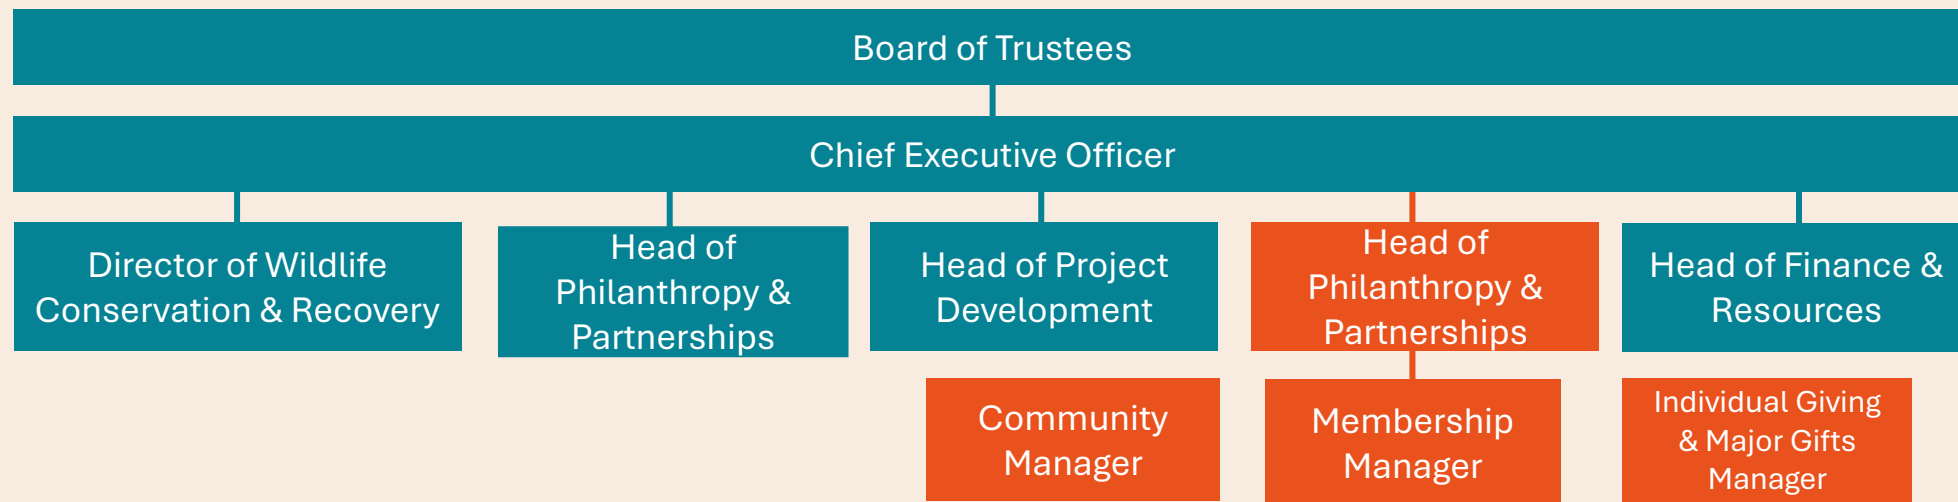 Board of Trustees
Chief Executive Officer
Director of Wildlife
Conservation & Recovery
Head of
Philanthropy &
Partnerships
Head of Project
Development
Head of
Philanthropy &
Partnerships
Head of Finance &
Resources
Community
Manager
Membership
Manager
Individual Giving
& Major Gifts
Manager